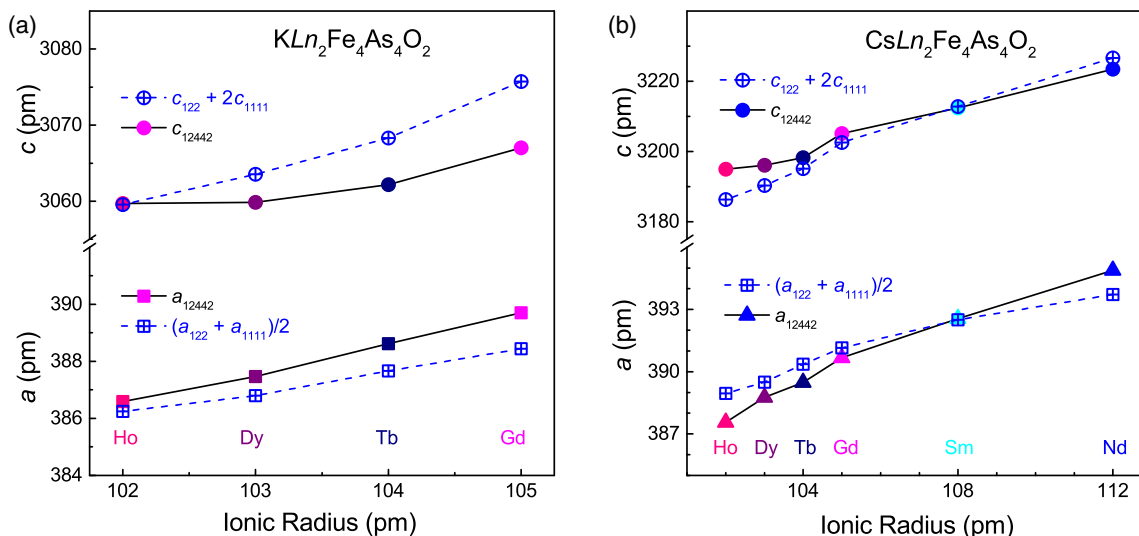 (a)
KLn₂Fe₄As₄O₂
3080
3070
3060
c (pm)
c₁₂₂ + 2c₁₁₁₁
c₁₂₄₄₂
390
388
386
384
a (pm)
a₁₂₄₄₂
(a₁₂₂ + a₁₁₁₁)/2
Ho Dy Tb Gd
102 103 104 105
Ionic Radius (pm)
(b)
CsLn₂Fe₄As₄O₂
3220
3200
3180
c (pm)
c₁₂₂ + 2c₁₁₁₁
c₁₂₄₄₂
393
390
387
a (pm)
(a₁₂₂ + a₁₁₁₁)/2
a₁₂₄₄₂
Ho Dy Tb Gd Sm Nd
104 108 112
Ionic Radius (pm)